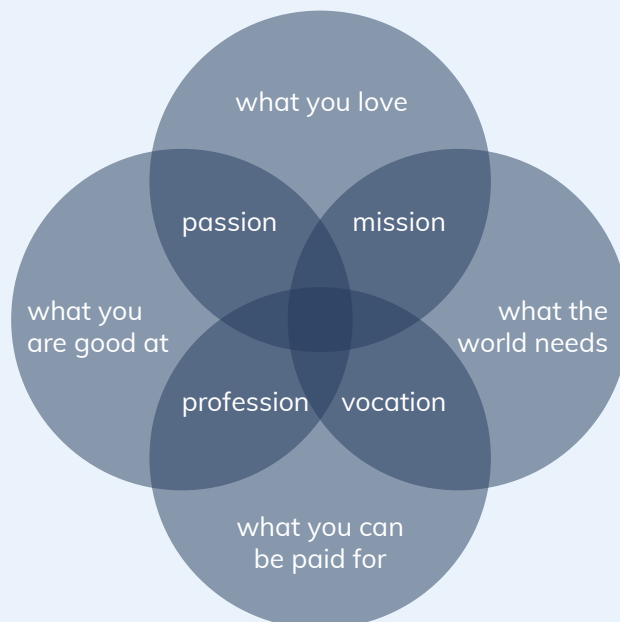 what you love
passion
mission
what you
are good at
what the
world needs
profession
vocation
what you can
be paid for